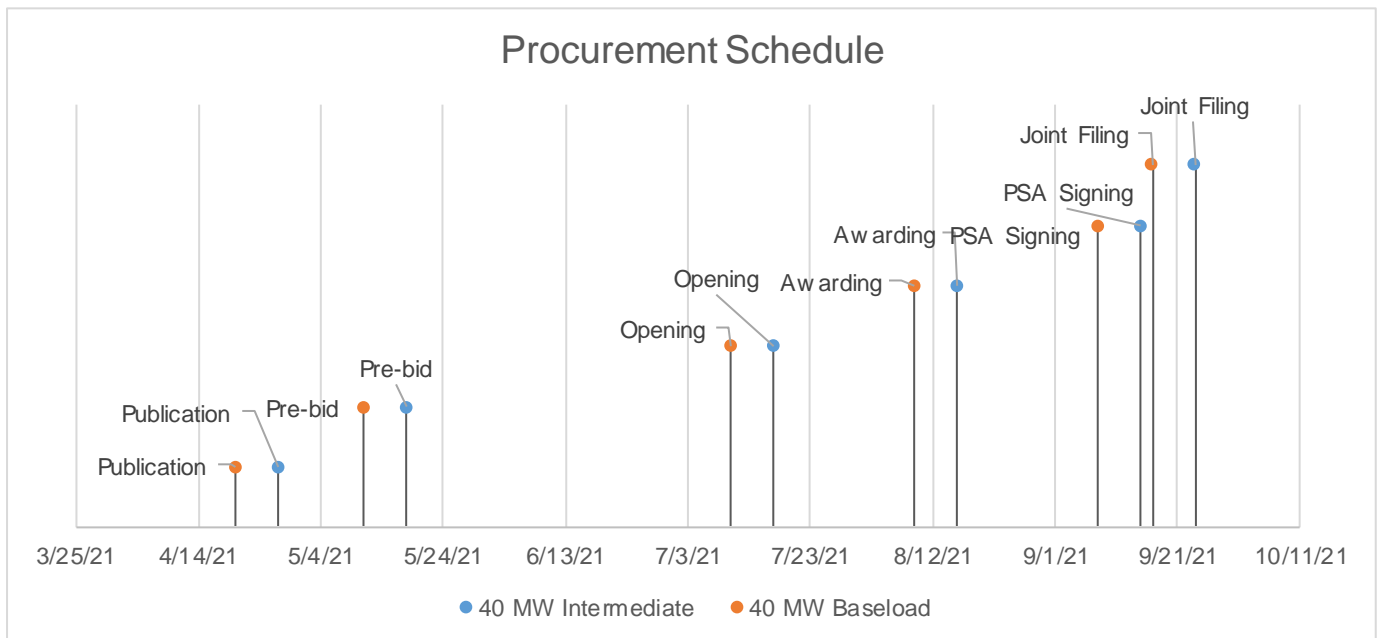 Procurement Schedule
Joint Filing
Joint Filing
PSA Signing
Awarding
PSA Signing
Opening
Awarding
Opening
Pre-bid
Publication
Pre-bid
Publication
3/25/21
4/14/21
5/4/21
5/24/21
6/13/21
7/3/21
7/23/21
8/12/21
9/1/21
9/21/21
10/11/21
40 MW Intermediate
40 MW Baseload